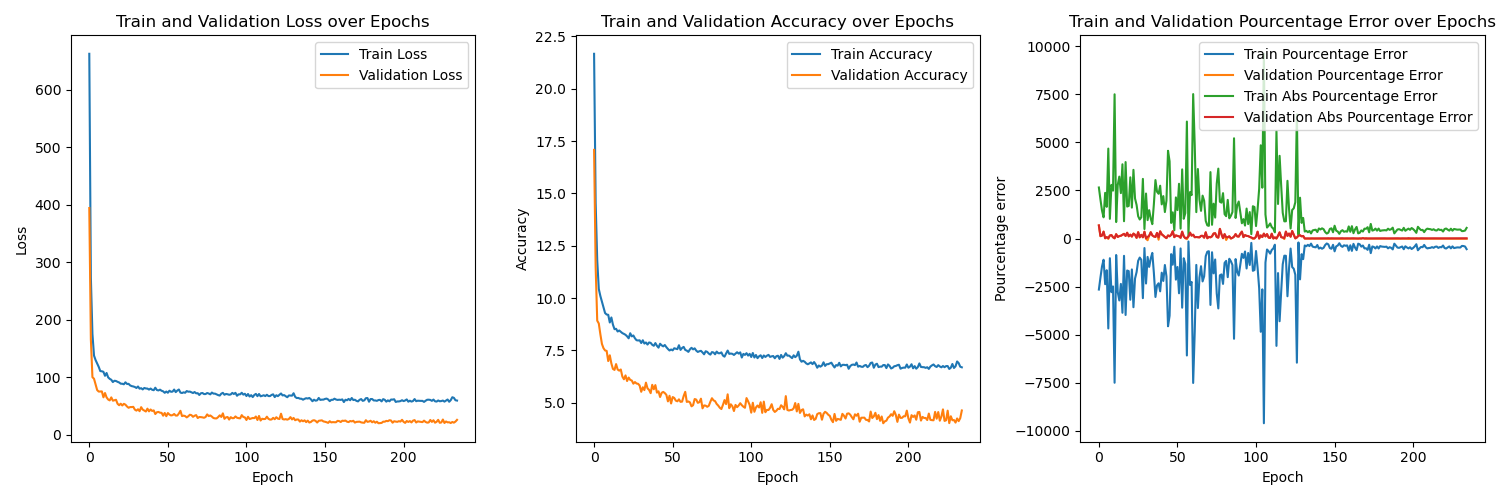 Train and Validation Loss over Epochs
Train Loss
Validation Loss
600
500
400
300
200
100
0
Loss
0 50 100 150 200
Epoch
Train and Validation Accuracy over Epochs
Train Accuracy
Validation Accuracy
22.5
20.0
17.5
15.0
12.5
10.0
7.5
5.0
Accuracy
0 50 100 150 200
Epoch
Train and Validation Pourcentage Error over Epochs
Train Pourcentage Error
Validation Pourcentage Error
Train Abs Pourcentage Error
Validation Abs Pourcentage Error
10000
7500
5000
2500
0
−2500
−5000
−7500
−10000
Pourcentage error
0 50 100 150 200
Epoch